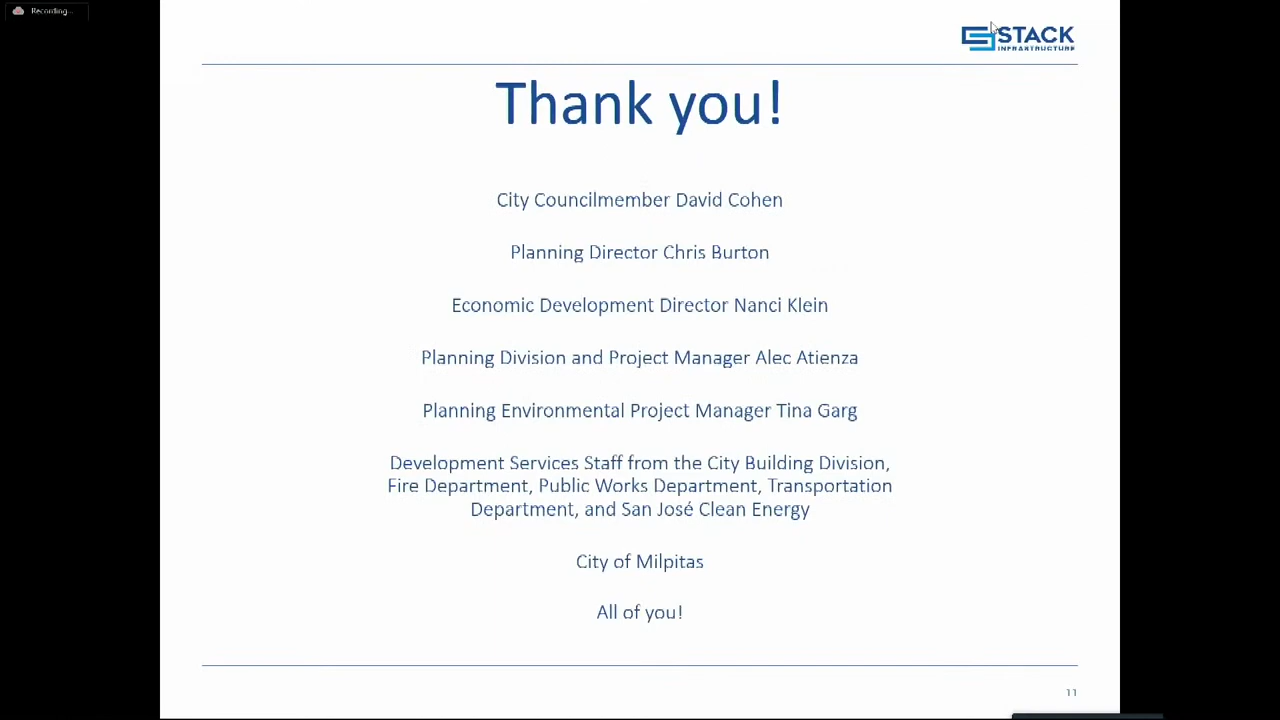 Recording...
STACK
INFRASTRUCTURE
Thank you!
City Councilmember David Cohen
Planning Director Chris Burton
Economic Development Director Nanci Klein
Planning Division and Project Manager Alec Atienza
Planning Environmental Project Manager Tina Garg
Development Services Staff from the City Building Division,
Fire Department, Public Works Department, Transportation
Department, and San José Clean Energy
City of Milpitas
All of you!
11